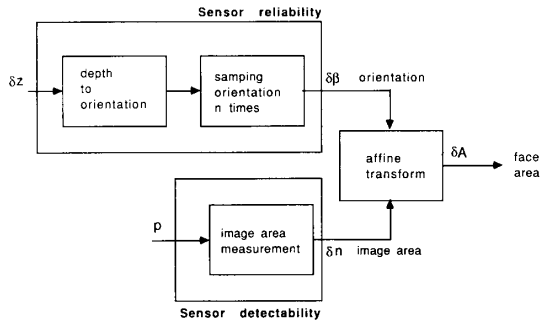 Sensor reliability
δz
depth
to
orientation
samping
orientation
n times
δβ orientation
affine
transform
δA
face
area
p
image area
measurement
δn image area
Sensor detectability